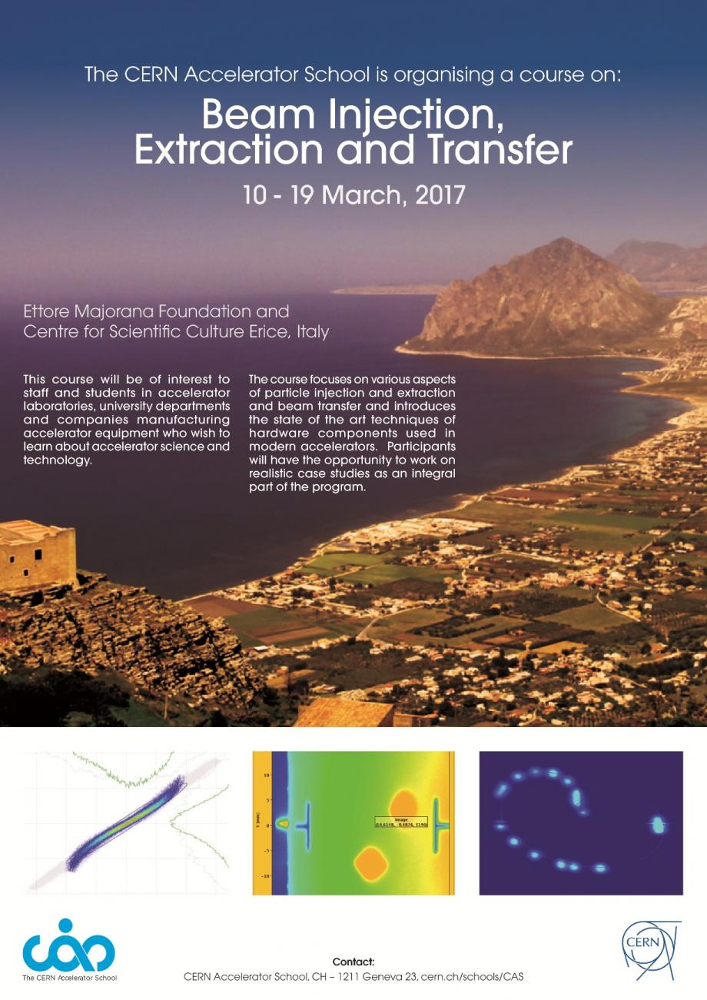 The CERN Accelerator School is organising a course on:
Beam Injection,
Extraction and Transfer
10 - 19 March, 2017
Ettore Majorana Foundation and
Centre for Scientific Culture Erice, Italy
This course will be of interest to
staff and students in accelerator
laboratories, university departments
and companies manufacturing
accelerator equipment who wish to
learn about accelerator science and
technology.
The course focuses on various aspects
of particle injection and extraction
and beam transfer and introduces
the state of the art techniques of
hardware components used in
modern accelerators. Participants
will have the opportunity to work on
realistic case studies as an integral
part of the program.
10
5
0
-5
-10
Y [mm]
Image
The CERN Accelerator School
Contact:
CERN Accelerator School, CH – 1211 Geneva 23, cern.ch/schools/CAS
CERN